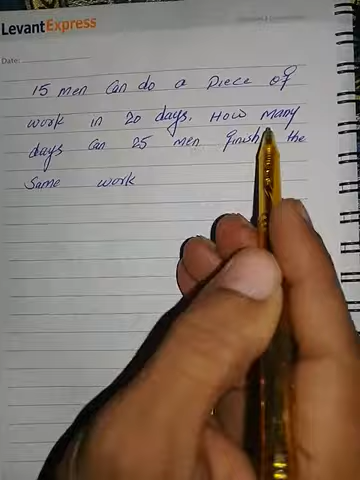 LevantExpress
Date:
15 men can do a Piece of
work in 20 days. How many
days can 25 men finish the
Same work